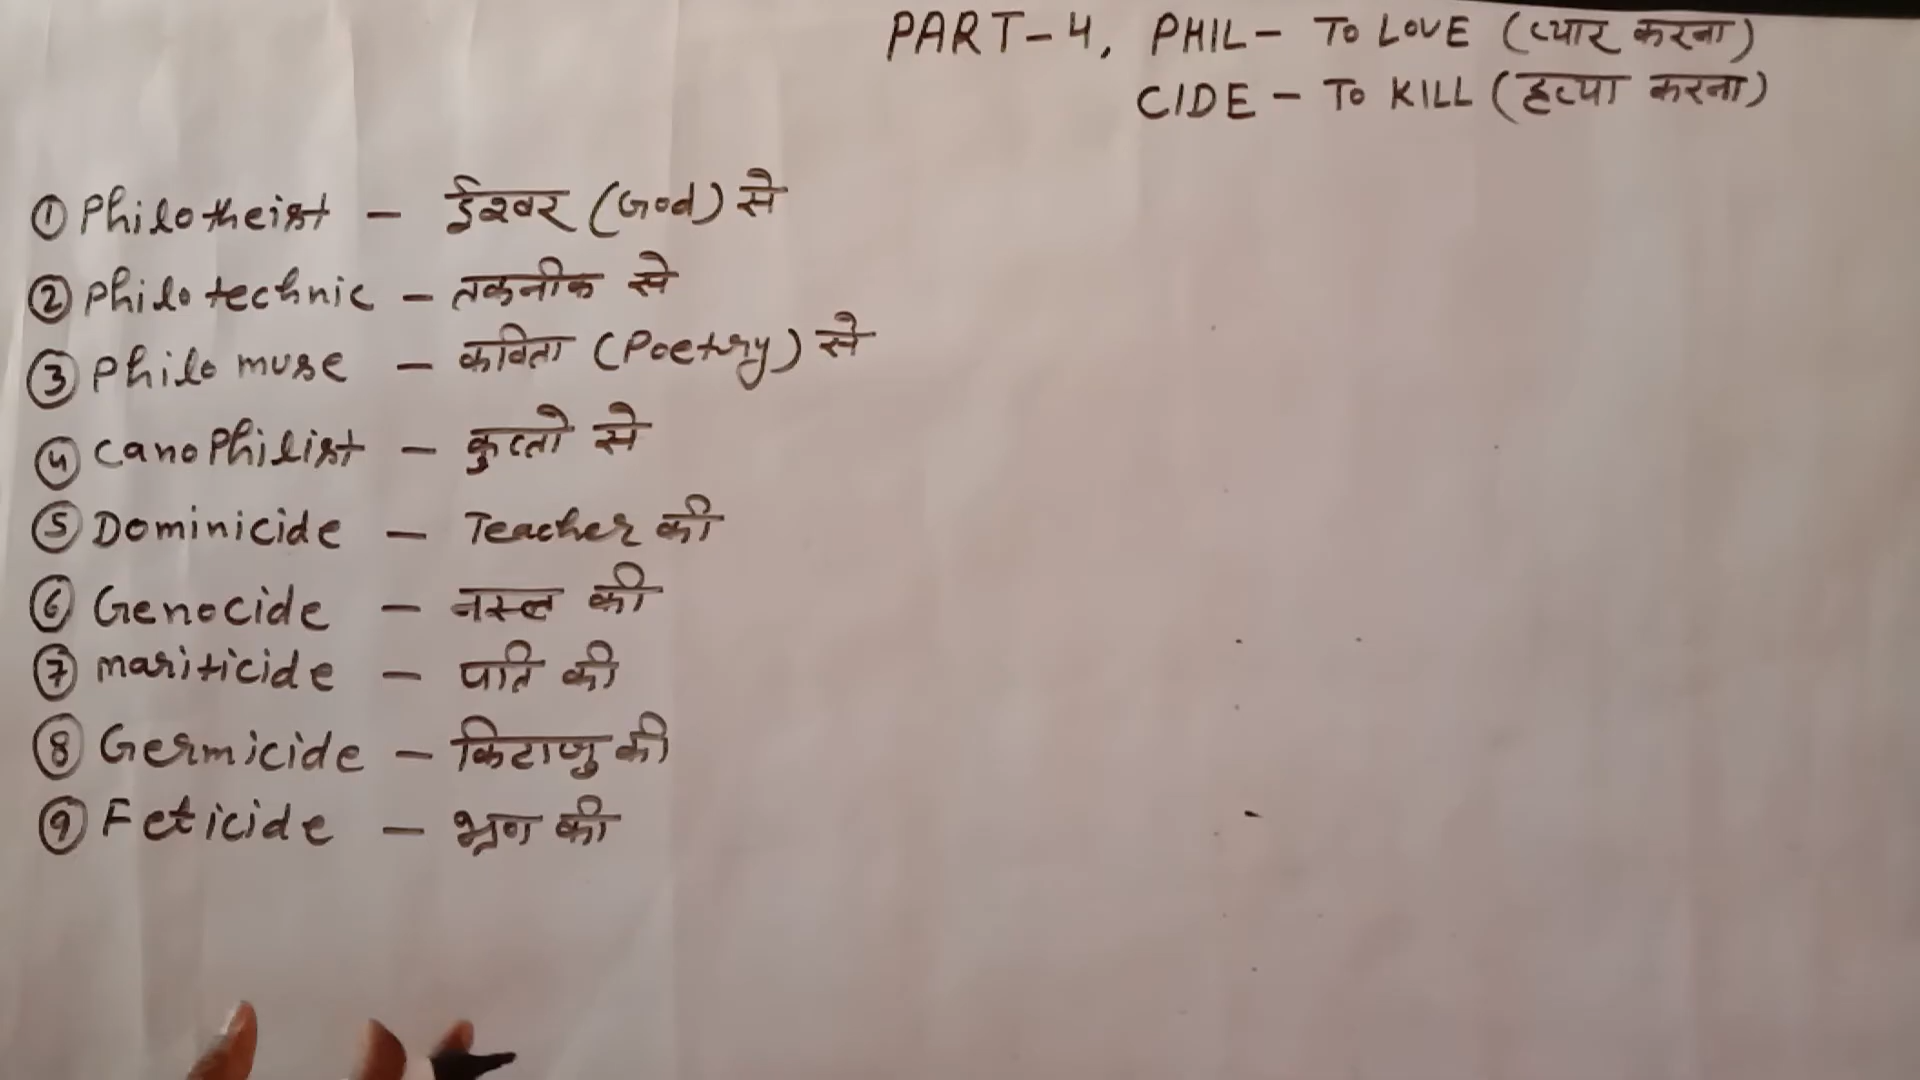 PART-4, PHIL- TO LOVE (प्यार करना)
CIDE - TO KILL (हत्या करना)
① Philotheist - ईश्वर (God) से
② Philotechnic - तकनीक से
③ Philomuse - कविता (Poetry) से
④ CanoPhilist - कुत्तो से
⑤ Dominicide - Teacher की
⑥ Genocide - नस्ल की
⑦ mariticide - पति की
⑧ Germicide - किटाणु की
⑨ Feticide - भ्रूण की